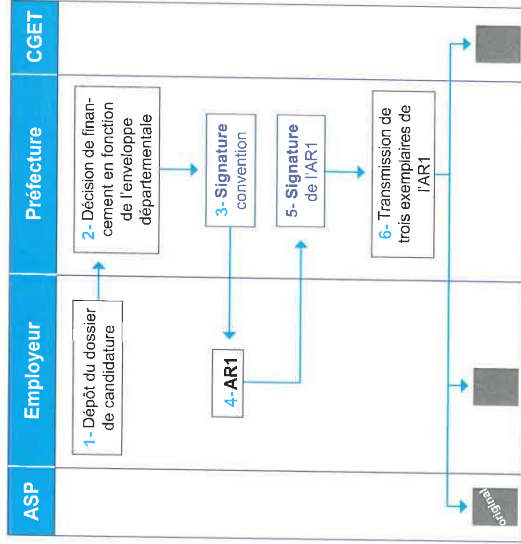 ASP
Employeur
Préfecture
CGET
1- Dépôt du dossier
de candidature
2- Décision de finan-
cement en fonction
de l'enveloppe
départementale
3- Signature
convention
4-AR1
5- Signature
de l'AR1
6- Transmission de
trois exemplaires de
l'AR1
original